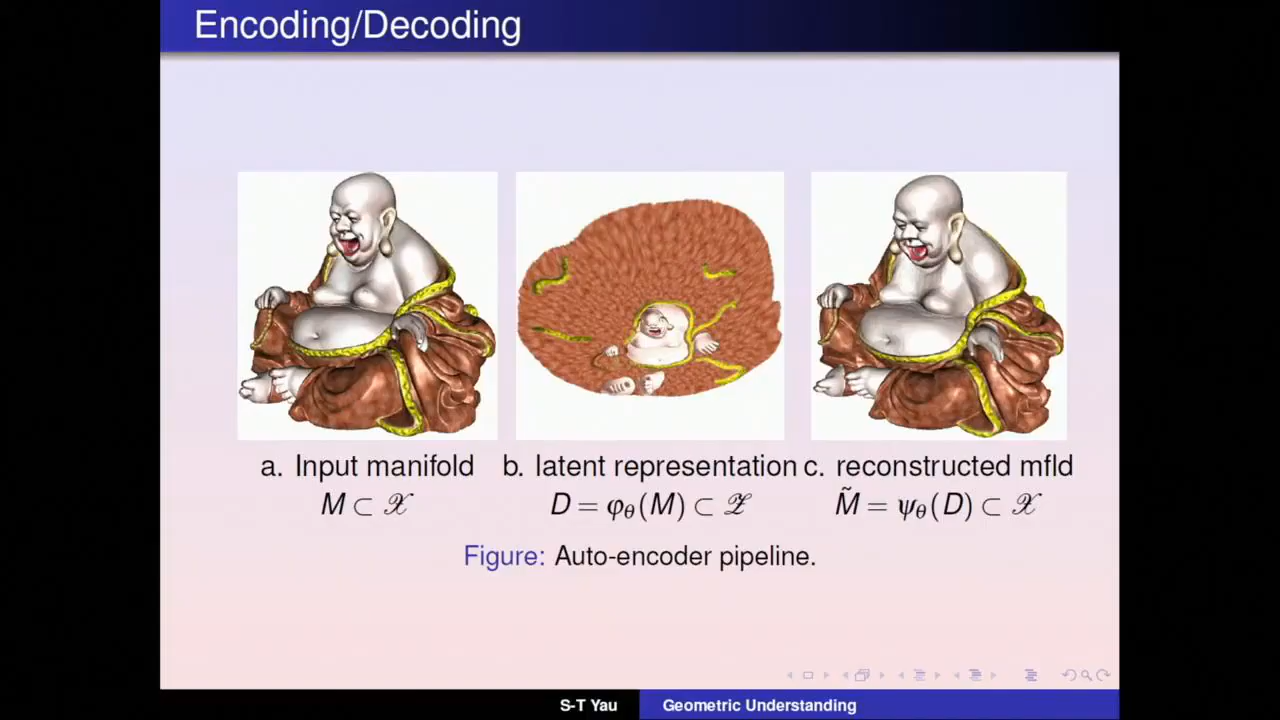 Encoding/Decoding
a. Input manifold
M ⊂ 𝒳
b. latent representation
D = φθ(M) ⊂ 𝒵
c. reconstructed mfld
M̃ = ψθ(D) ⊂ 𝒳
Figure: Auto-encoder pipeline.
S-T Yau
Geometric Understanding